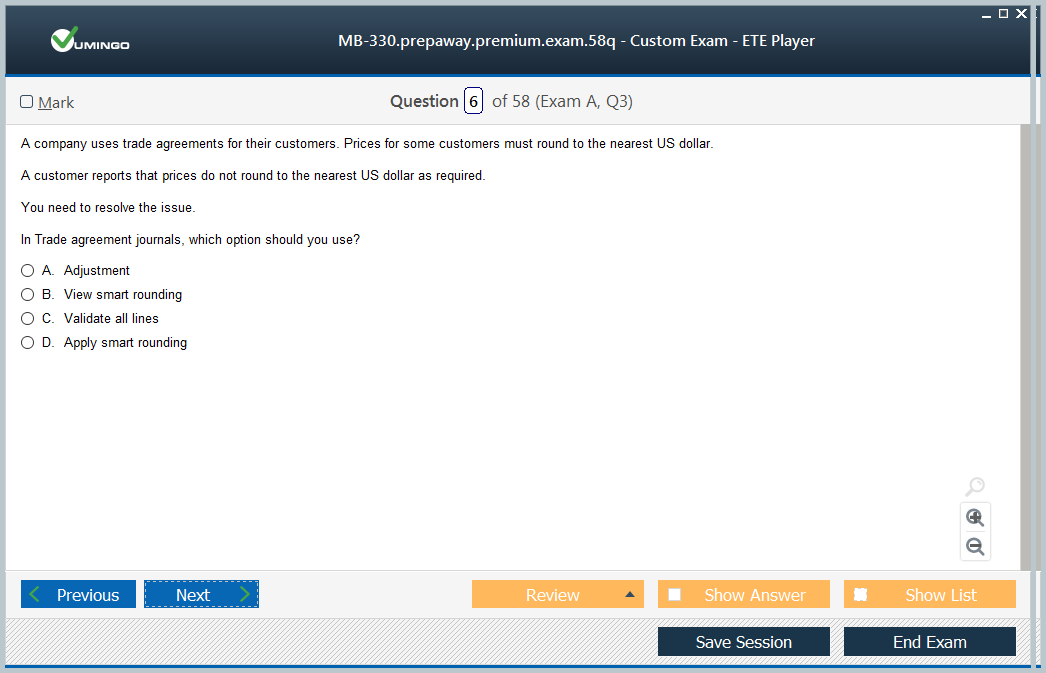 VUMINGO
MB-330.prepaway.premium.exam.58q - Custom Exam - ETE Player
Mark
Question 6 of 58 (Exam A, Q3)
A company uses trade agreements for their customers. Prices for some customers must round to the nearest US dollar.
A customer reports that prices do not round to the nearest US dollar as required.
You need to resolve the issue.
In Trade agreement journals, which option should you use?
A. Adjustment
B. View smart rounding
C. Validate all lines
D. Apply smart rounding
Previous
Next
Review
Show Answer
Show List
Save Session
End Exam